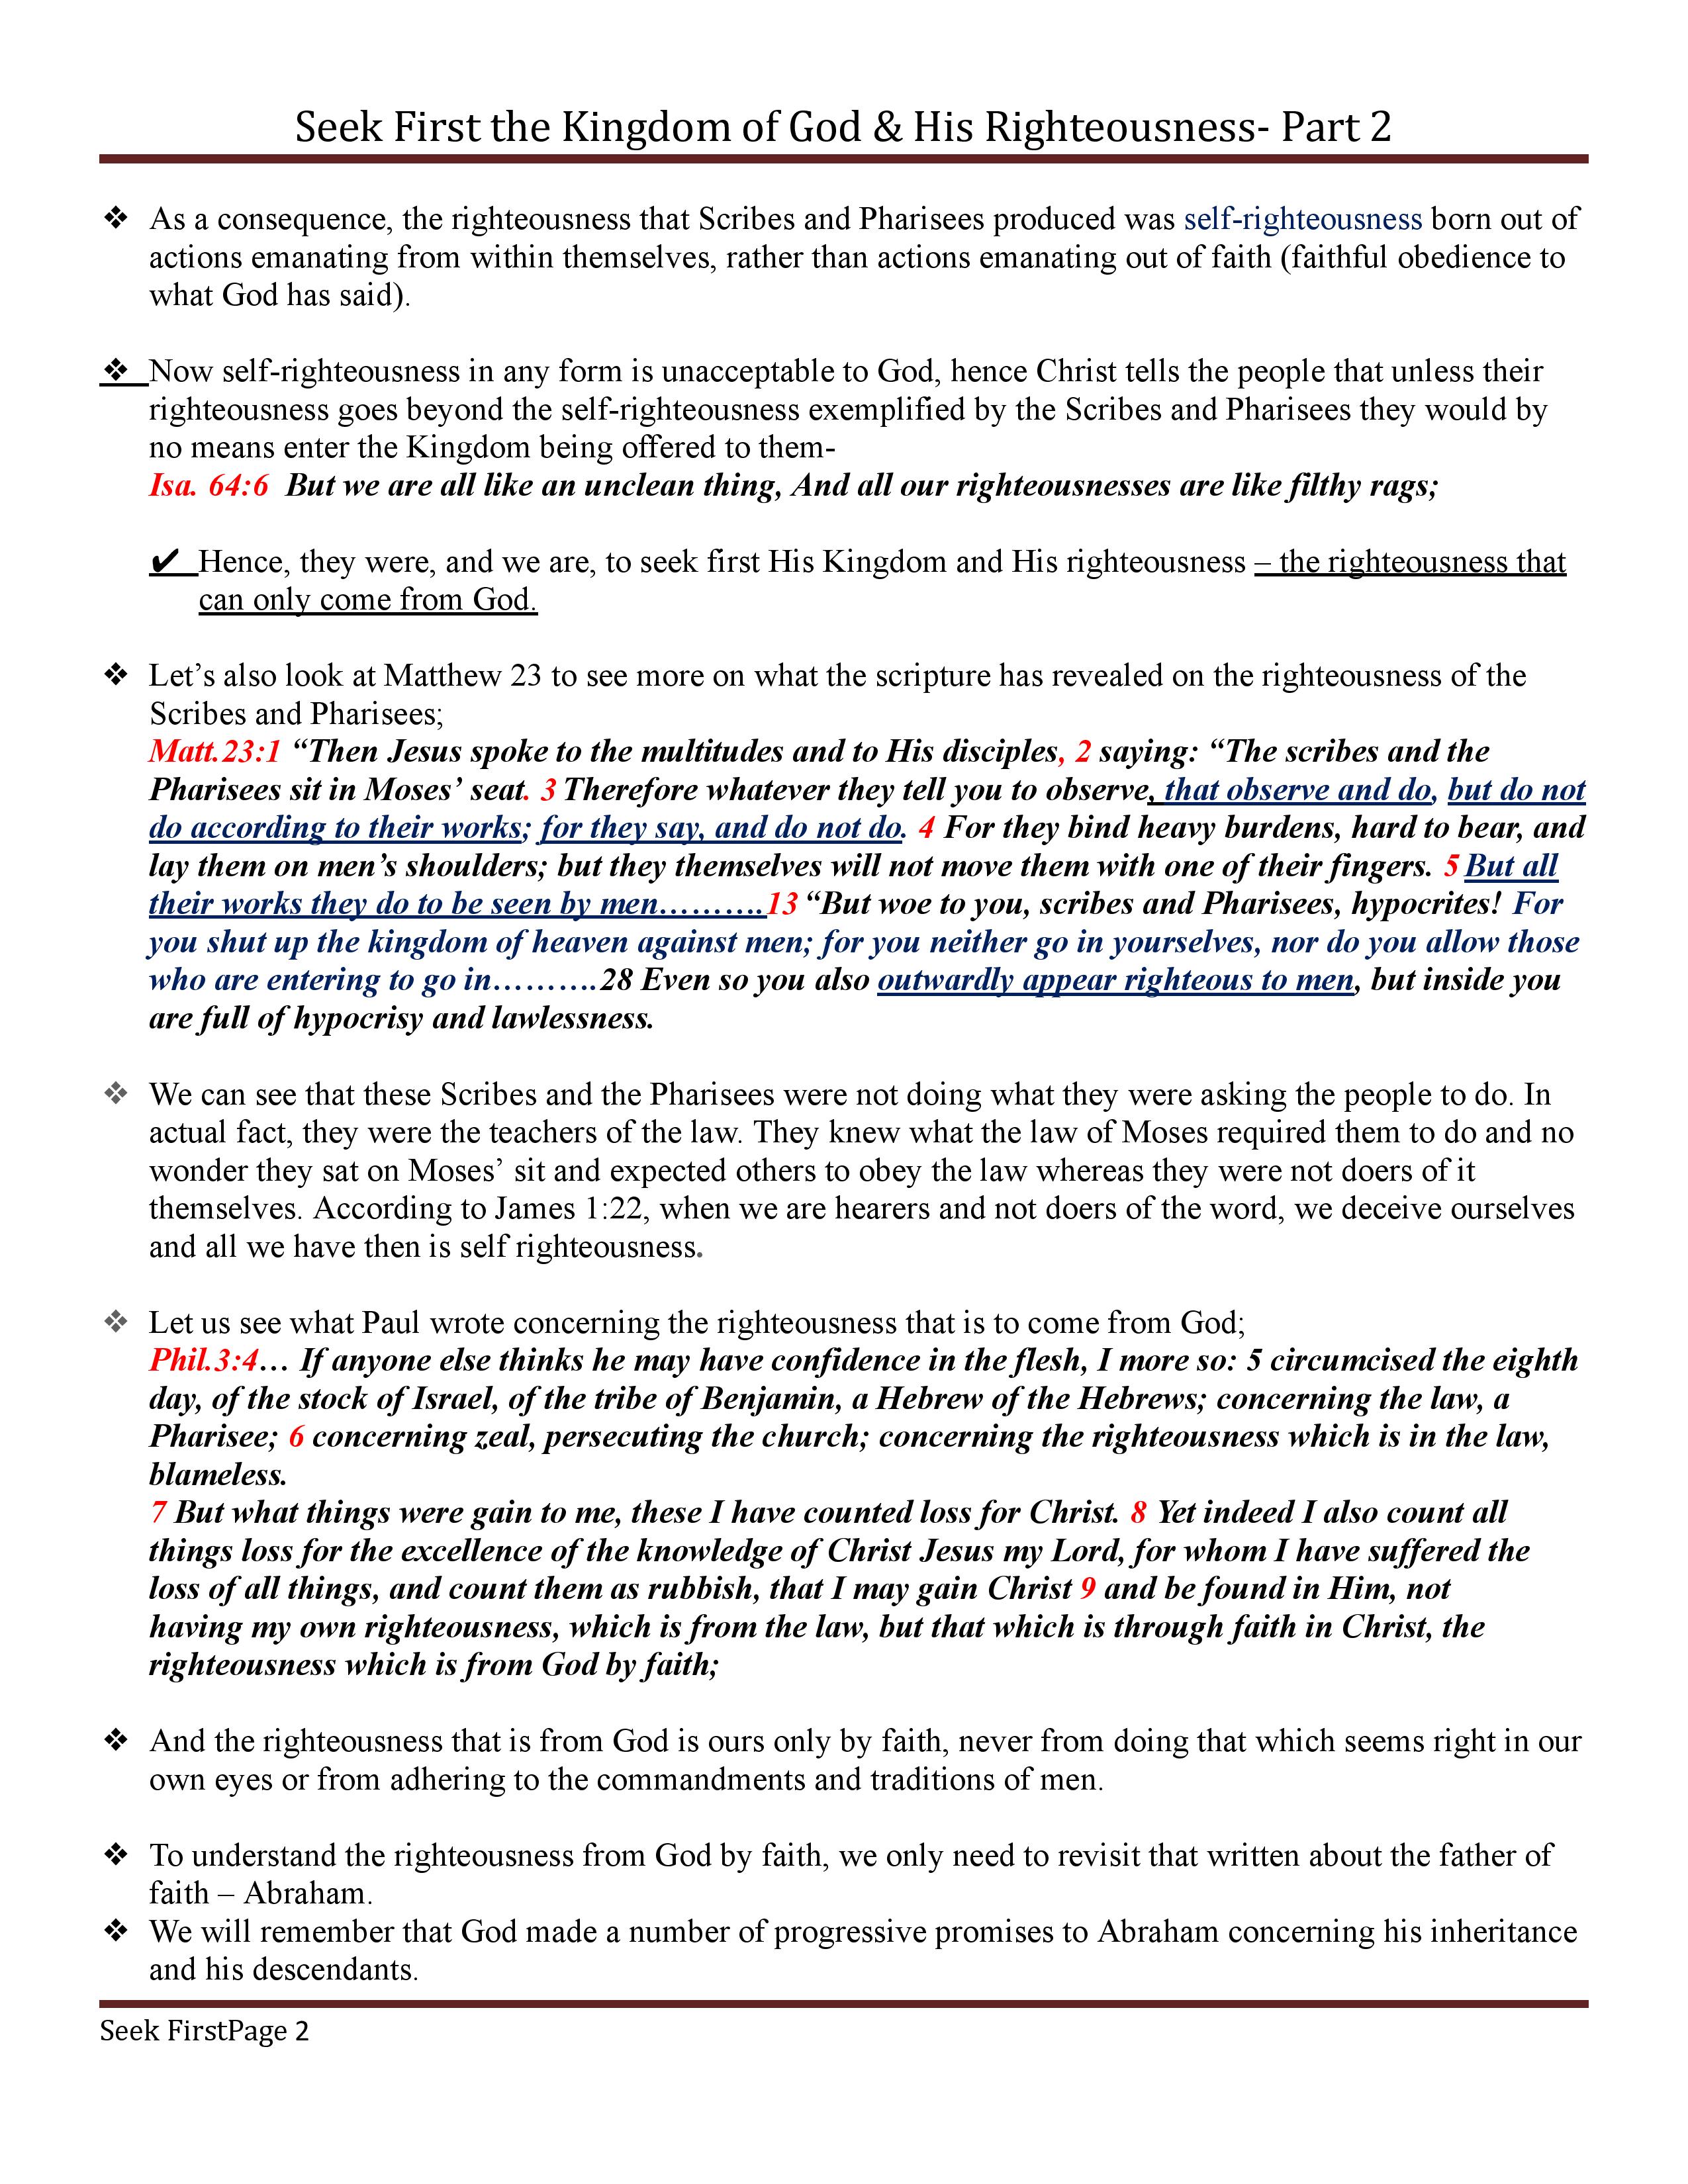 Seek First the Kingdom of God & His Righteousness- Part 2
❖ As a consequence, the righteousness that Scribes and Pharisees produced was self-righteousness born out of
actions emanating from within themselves, rather than actions emanating out of faith (faithful obedience to
what God has said).
❖ Now self-righteousness in any form is unacceptable to God, hence Christ tells the people that unless their
righteousness goes beyond the self-righteousness exemplified by the Scribes and Pharisees they would by
no means enter the Kingdom being offered to them-
Isa. 64:6 But we are all like an unclean thing, And all our righteousnesses are like filthy rags;
✔ Hence, they were, and we are, to seek first His Kingdom and His righteousness – the righteousness that
can only come from God.
❖ Let’s also look at Matthew 23 to see more on what the scripture has revealed on the righteousness of the
Scribes and Pharisees;
Matt.23:1 “Then Jesus spoke to the multitudes and to His disciples, 2 saying: “The scribes and the
Pharisees sit in Moses’ seat. 3 Therefore whatever they tell you to observe, that observe and do, but do not
do according to their works; for they say, and do not do. 4 For they bind heavy burdens, hard to bear, and
lay them on men’s shoulders; but they themselves will not move them with one of their fingers. 5 But all
their works they do to be seen by men……….13 “But woe to you, scribes and Pharisees, hypocrites! For
you shut up the kingdom of heaven against men; for you neither go in yourselves, nor do you allow those
who are entering to go in……….28 Even so you also outwardly appear righteous to men, but inside you
are full of hypocrisy and lawlessness.
❖ We can see that these Scribes and the Pharisees were not doing what they were asking the people to do. In
actual fact, they were the teachers of the law. They knew what the law of Moses required them to do and no
wonder they sat on Moses’ sit and expected others to obey the law whereas they were not doers of it
themselves. According to James 1:22, when we are hearers and not doers of the word, we deceive ourselves
and all we have then is self righteousness.
❖ Let us see what Paul wrote concerning the righteousness that is to come from God;
Phil.3:4… If anyone else thinks he may have confidence in the flesh, I more so: 5 circumcised the eighth
day, of the stock of Israel, of the tribe of Benjamin, a Hebrew of the Hebrews; concerning the law, a
Pharisee; 6 concerning zeal, persecuting the church; concerning the righteousness which is in the law,
blameless.
7 But what things were gain to me, these I have counted loss for Christ. 8 Yet indeed I also count all
things loss for the excellence of the knowledge of Christ Jesus my Lord, for whom I have suffered the
loss of all things, and count them as rubbish, that I may gain Christ 9 and be found in Him, not
having my own righteousness, which is from the law, but that which is through faith in Christ, the
righteousness which is from God by faith;
❖ And the righteousness that is from God is ours only by faith, never from doing that which seems right in our
own eyes or from adhering to the commandments and traditions of men.
❖ To understand the righteousness from God by faith, we only need to revisit that written about the father of
faith – Abraham.
❖ We will remember that God made a number of progressive promises to Abraham concerning his inheritance
and his descendants.
Seek FirstPage 2